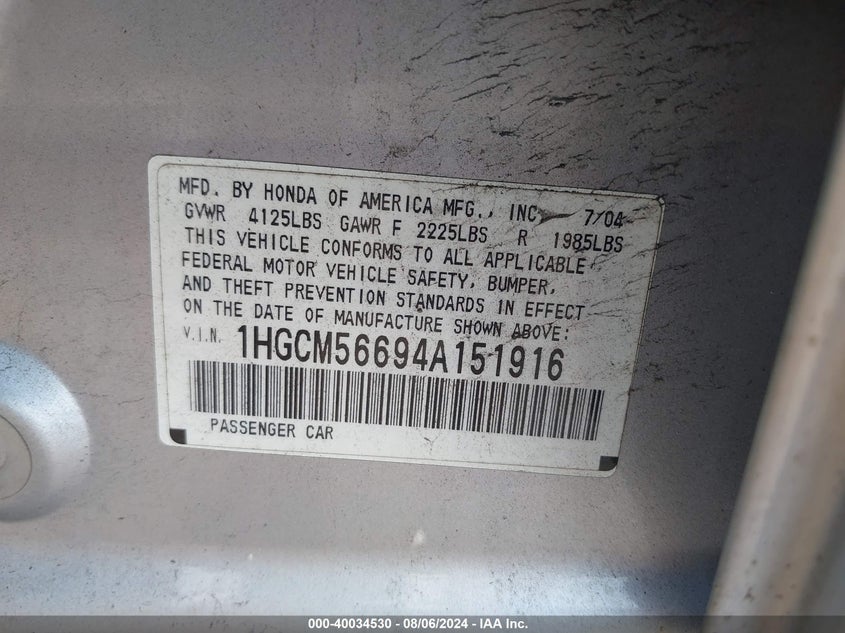 MFD. BY HONDA OF AMERICA MFG., INC. 7/04
GVWR 4125LBS GAWR F 2225LBS R 1985LBS
THIS VEHICLE CONFORMS TO ALL APPLICABLE
FEDERAL MOTOR VEHICLE SAFETY, BUMPER,
AND THEFT PREVENTION STANDARDS IN EFFECT
ON THE DATE OF MANUFACTURE SHOWN ABOVE:
V.I.N. 1HGCM56694A151916
PASSENGER CAR
000-40034530 - 08/06/2024 - IAA Inc.